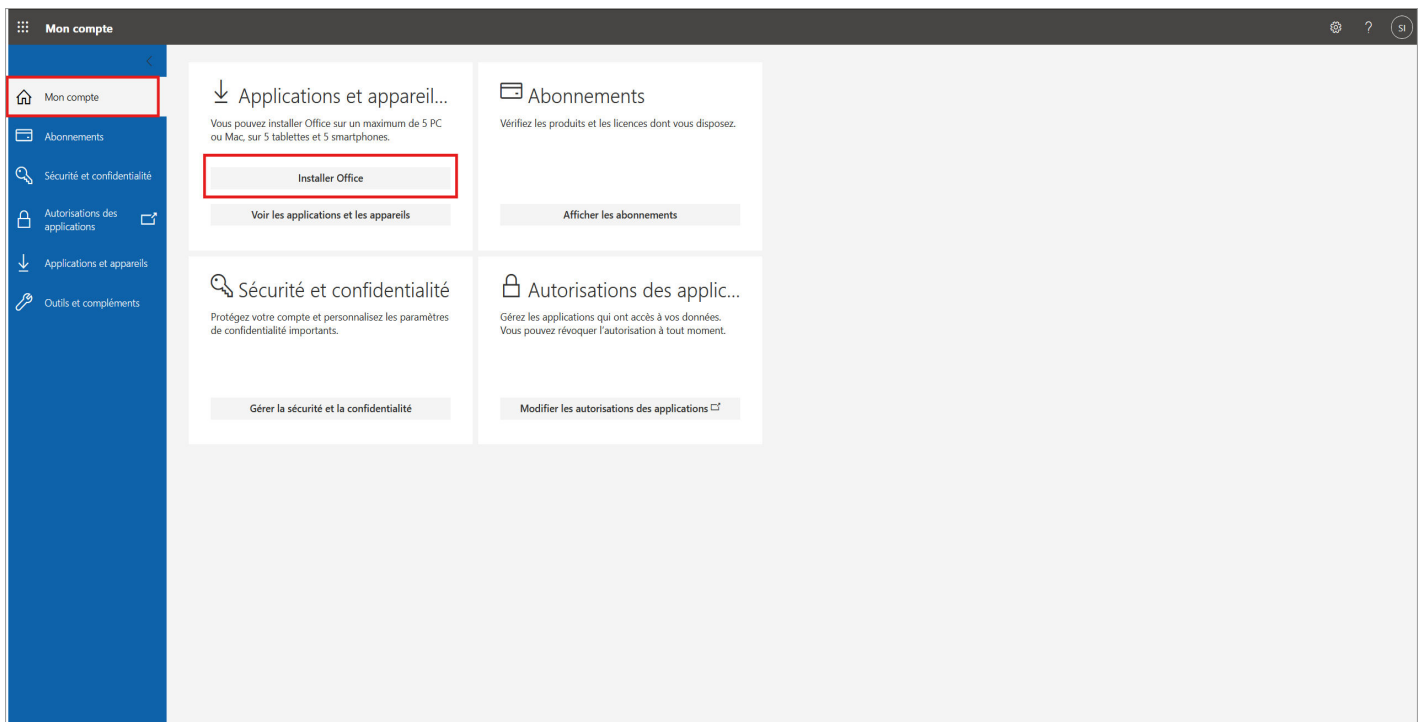 Mon compte
?
SI
Mon compte
Abonnements
Sécurité et confidentialité
Autorisations des
applications
Applications et appareils
Outils et compléments
Applications et appareil...
Vous pouvez installer Office sur un maximum de 5 PC
ou Mac, sur 5 tablettes et 5 smartphones.
Installer Office
Voir les applications et les appareils
Abonnements
Vérifiez les produits et les licences dont vous disposez.
Afficher les abonnements
Sécurité et confidentialité
Protégez votre compte et personnalisez les paramètres
de confidentialité importants.
Gérer la sécurité et la confidentialité
Autorisations des applic...
Gérez les applications qui ont accès à vos données.
Vous pouvez révoquer l'autorisation à tout moment.
Modifier les autorisations des applications